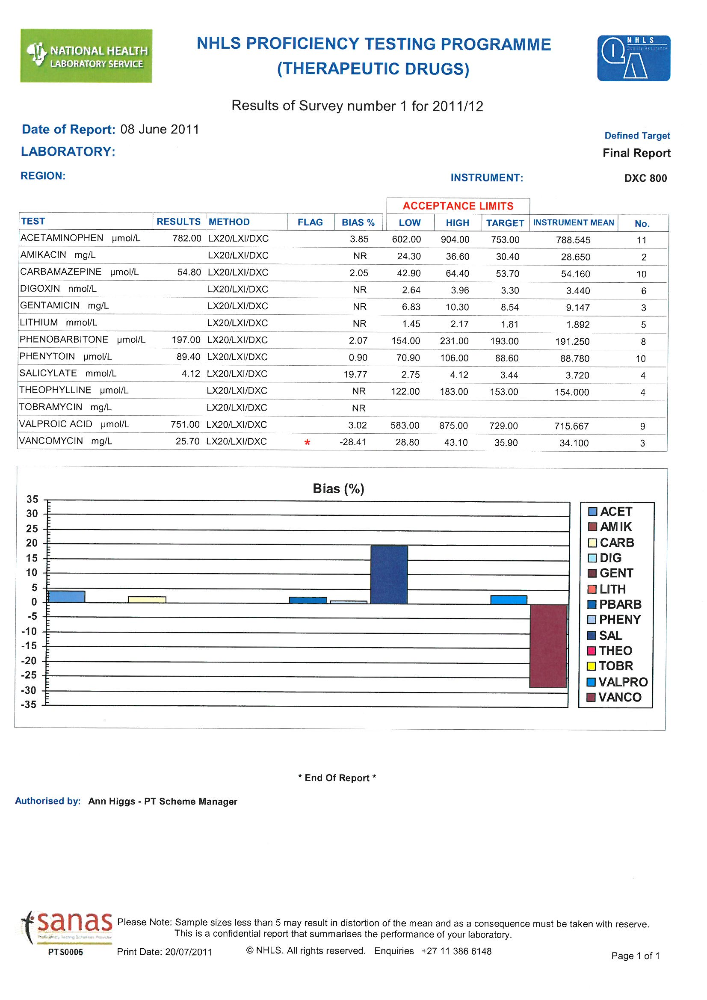 NATIONAL HEALTH
LABORATORY SERVICE
NHLS PROFICIENCY TESTING PROGRAMME
(THERAPEUTIC DRUGS)
NHLS
Quality Assurance
QA
Results of Survey number 1 for 2011/12
Date of Report: 08 June 2011
Defined Target
LABORATORY:
Final Report
REGION:
INSTRUMENT: DXC 800
ACCEPTANCE LIMITS
TEST RESULTS METHOD FLAG BIAS % LOW HIGH TARGET INSTRUMENT MEAN No.
ACETAMINOPHEN µmol/L 782.00 LX20/LXI/DXC 3.85 602.00 904.00 753.00 788.545 11
AMIKACIN mg/L LX20/LXI/DXC NR 24.30 36.60 30.40 28.650 2
CARBAMAZEPINE µmol/L 54.80 LX20/LXI/DXC 2.05 42.90 64.40 53.70 54.160 10
DIGOXIN nmol/L LX20/LXI/DXC NR 2.64 3.96 3.30 3.440 6
GENTAMICIN mg/L LX20/LXI/DXC NR 6.83 10.30 8.54 9.147 3
LITHIUM mmol/L LX20/LXI/DXC NR 1.45 2.17 1.81 1.892 5
PHENOBARBITONE µmol/L 197.00 LX20/LXI/DXC 2.07 154.00 231.00 193.00 191.250 8
PHENYTOIN µmol/L 89.40 LX20/LXI/DXC 0.90 70.90 106.00 88.60 88.780 10
SALICYLATE mmol/L 4.12 LX20/LXI/DXC 19.77 2.75 4.12 3.44 3.720 4
THEOPHYLLINE µmol/L LX20/LXI/DXC NR 122.00 183.00 153.00 154.000 4
TOBRAMYCIN mg/L LX20/LXI/DXC NR
VALPROIC ACID µmol/L 751.00 LX20/LXI/DXC 3.02 583.00 875.00 729.00 715.667 9
VANCOMYCIN mg/L 25.70 LX20/LXI/DXC * -28.41 28.80 43.10 35.90 34.100 3
Bias (%)
35
30
25
20
15
10
5
0
-5
-10
-15
-20
-25
-30
-35
ACET
AMIK
CARB
DIG
GENT
LITH
PBARB
PHENY
SAL
THEO
TOBR
VALPRO
VANCO
* End Of Report *
Authorised by: Ann Higgs - PT Scheme Manager
sanas
Proficiency Testing Schemes Provider
PTS0005
Please Note: Sample sizes less than 5 may result in distortion of the mean and as a consequence must be taken with reserve.
This is a confidential report that summarises the performance of your laboratory.
Print Date: 20/07/2011 © NHLS. All rights reserved. Enquiries +27 11 386 6148
Page 1 of 1